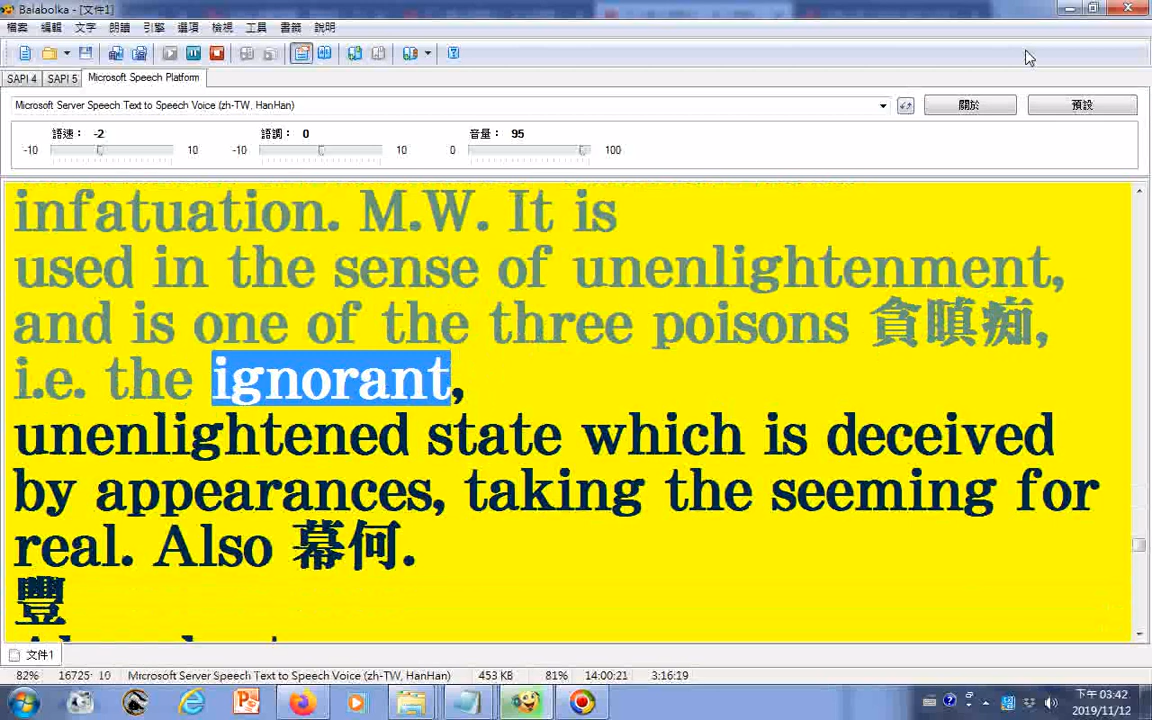 Balabolka - [文件1]
檔案 編輯 文字 朗讀 引擎 選項 檢視 工具 書籤 說明
SAPI 4 SAPI 5 Microsoft Speech Platform
Microsoft Server Speech Text to Speech Voice (zh-TW, HanHan) 關於 預設
語速： -2 語調： 0 音量： 95
-10 10 -10 10 0 100
infatuation. M.W. It is
used in the sense of unenlightenment,
and is one of the three poisons 貪瞋痴,
i.e. the ignorant,
unenlightened state which is deceived
by appearances, taking the seeming for
real. Also 幕何.
豐
文件1
82% 16725: 10 Microsoft Server Speech Text to Speech Voice (zh-TW, HanHan) 453 KB 81% 14:00:21 3:16:19
下午 03:42
2019/11/12